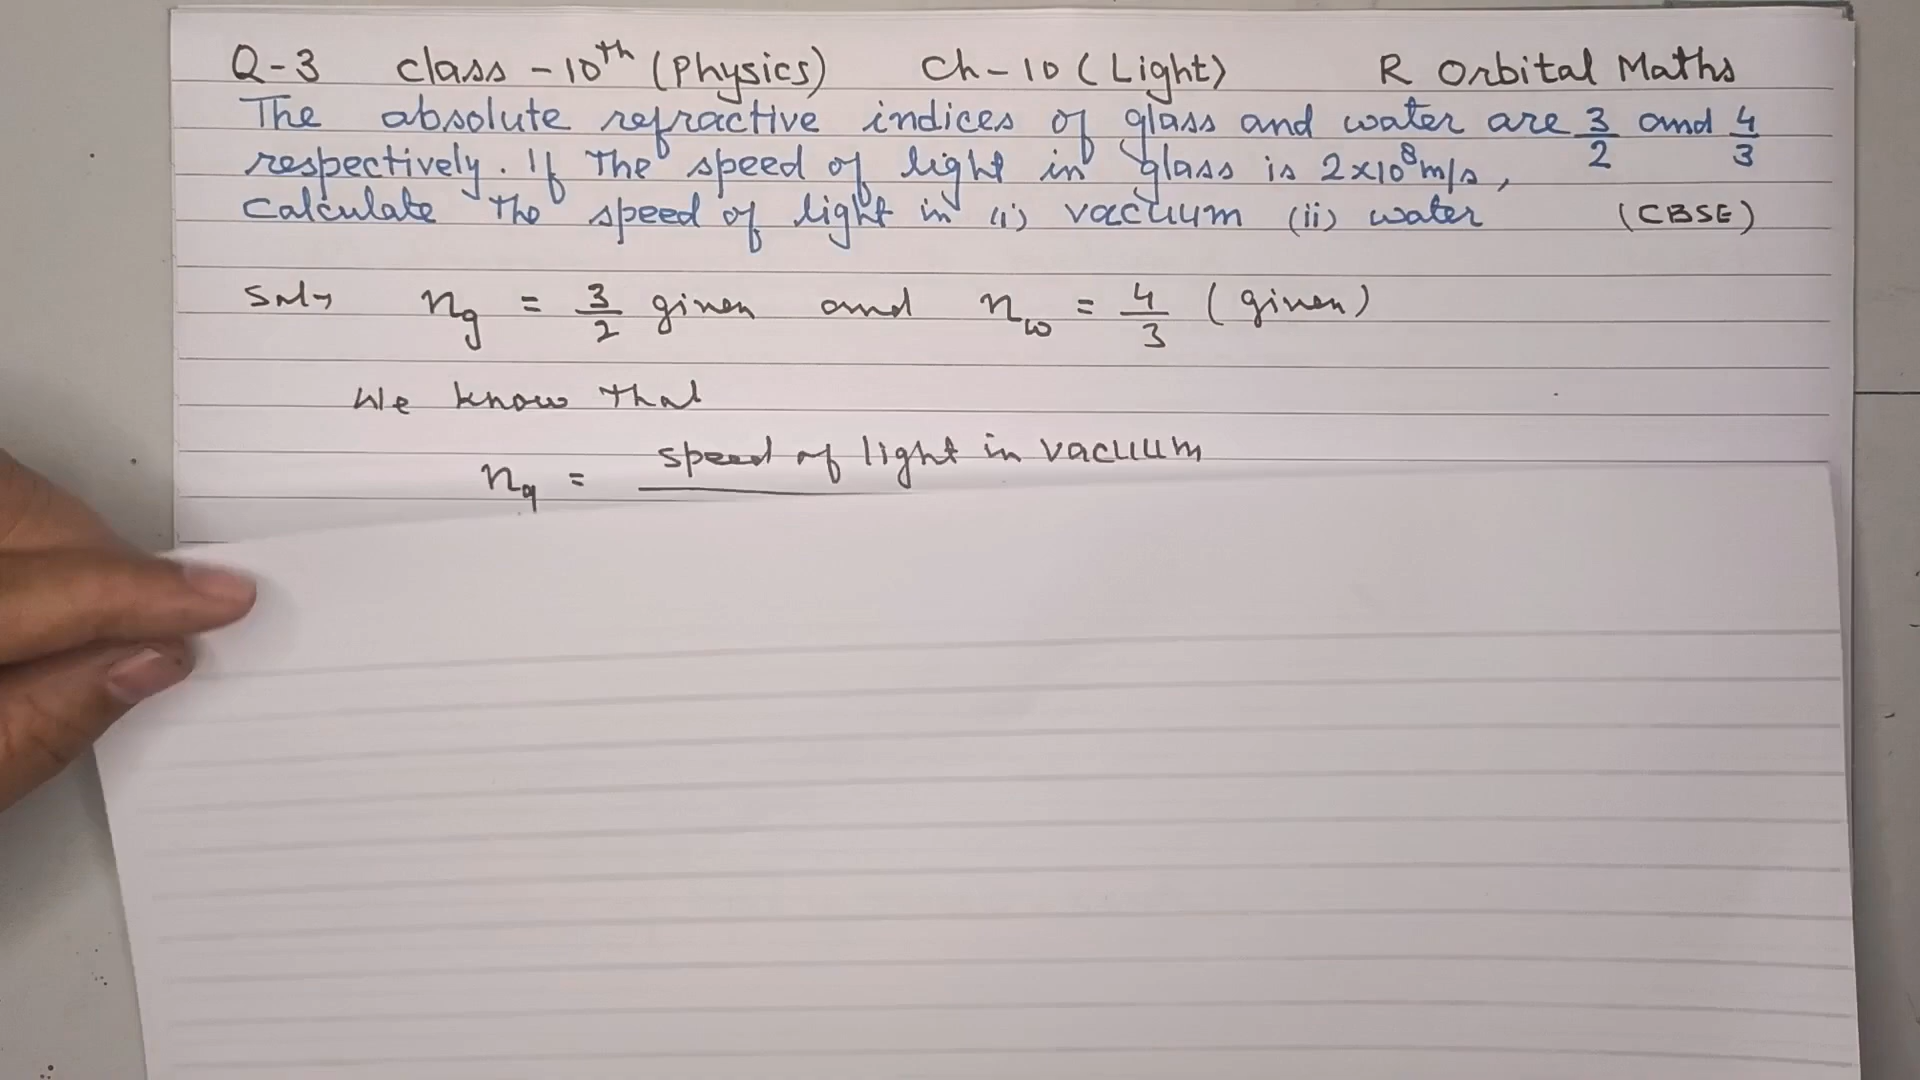 Q-3 class-10th (Physics) Ch-10 (Light) R Orbital Maths
The absolute refractive indices of glass and water are 3/2 and 4/3
respectively. If the speed of light in glass is 2x10⁸m/s,
Calculate the speed of light in (i) vacuum (ii) water (CBSE)
Sol→ ng = 3/2 given and nw = 4/3 (given)
We know that
ng = speed of light in vacuum